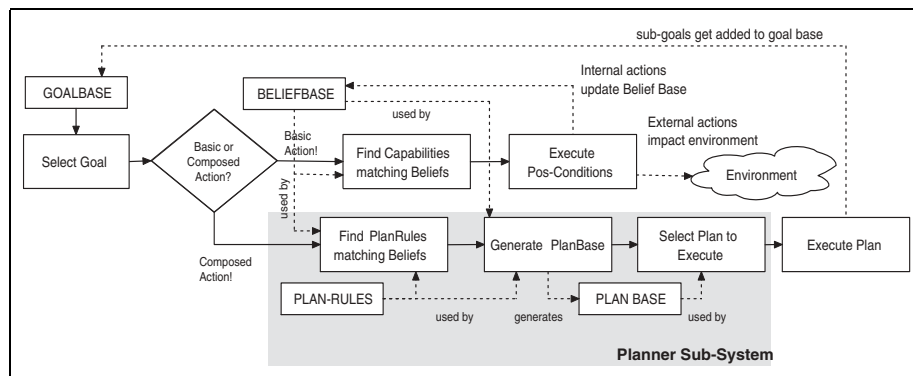 sub-goals get added to goal base
GOALBASE
BELIEFBASE
Internal actions
update Belief Base
used by
External actions
impact environment
Select Goal
Basic or
Composed
Action?
Basic
Action!
Find Capabilities
matching Beliefs
Execute
Pos-Conditions
Environment
used by
Composed
Action!
Find PlanRules
matching Beliefs
Generate PlanBase
Select Plan to
Execute
Execute Plan
PLAN-RULES
used by
generates
PLAN BASE
used by
Planner Sub-System